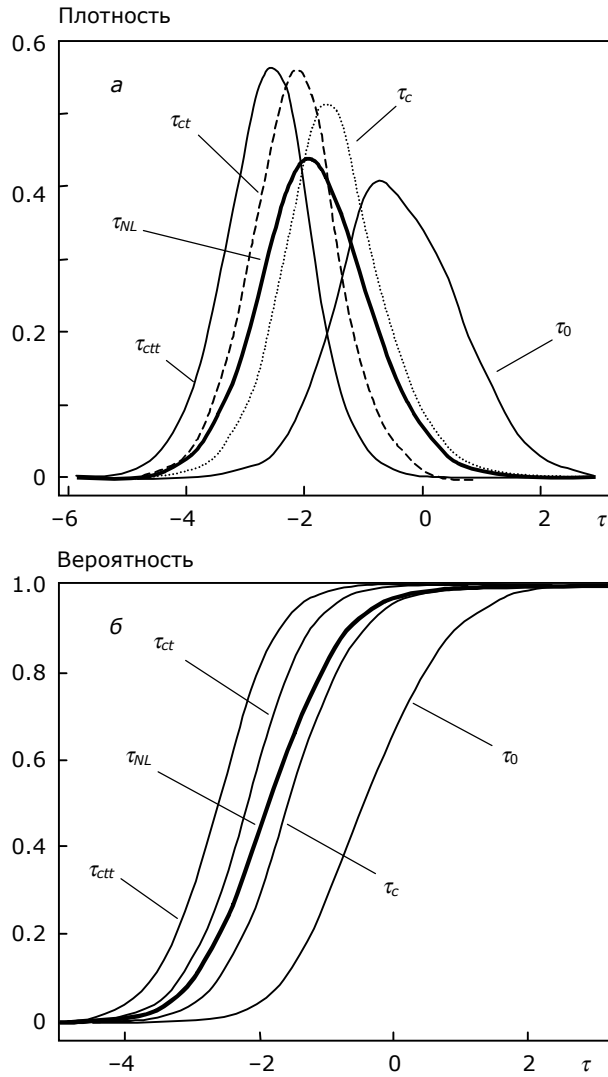 Плотность
0.6
а
τct
τc
0.4
τNL
0.2
τctt
τ0
0
−6
−4
−2
0
2
τ
Вероятность
1.0
б
τct
0.8
τNL
τ0
0.6
0.4
τctt
τc
0.2
0
−4
−2
0
2
τ